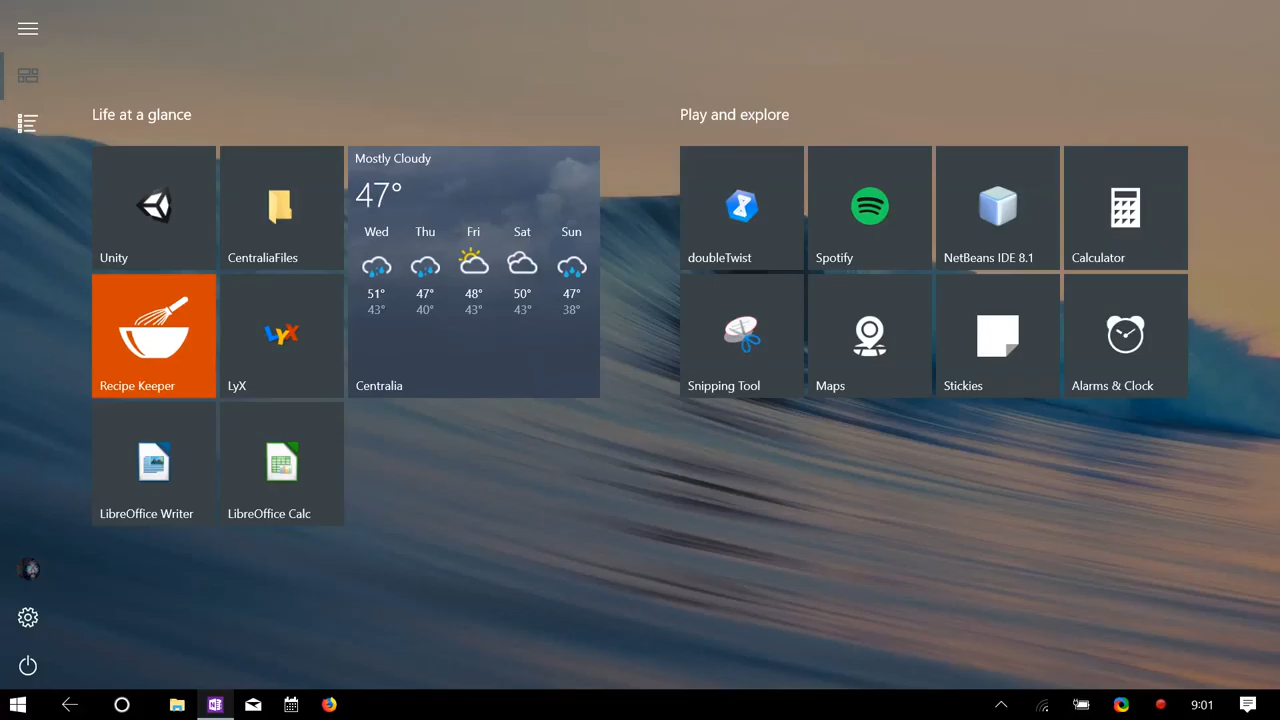 Life at a glance
Play and explore
Unity
CentraliaFiles
Mostly Cloudy
47°
Wed Thu Fri Sat Sun
51° 47° 48° 50° 47°
43° 40° 43° 43° 38°
Centralia
doubleTwist
Spotify
NetBeans IDE 8.1
Calculator
Recipe Keeper
LyX
LyX
Snipping Tool
Maps
Stickies
Alarms & Clock
LibreOffice Writer
LibreOffice Calc
N
9:01